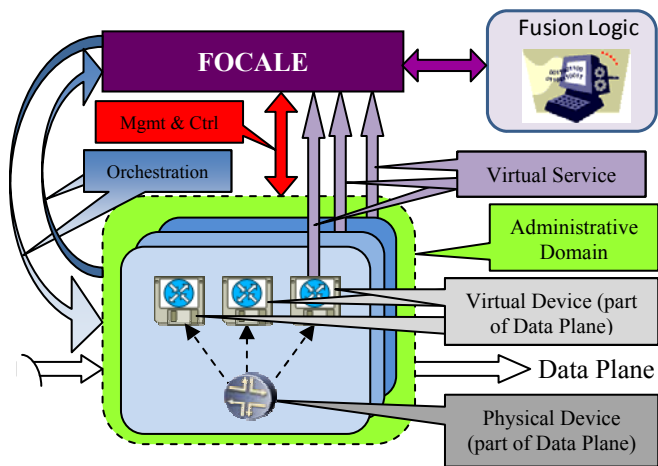 Fusion Logic
FOCALE
Mgmt & Ctrl
Orchestration
Virtual Service
Administrative
Domain
Virtual Device (part
of Data Plane)
Data Plane
Physical Device
(part of Data Plane)